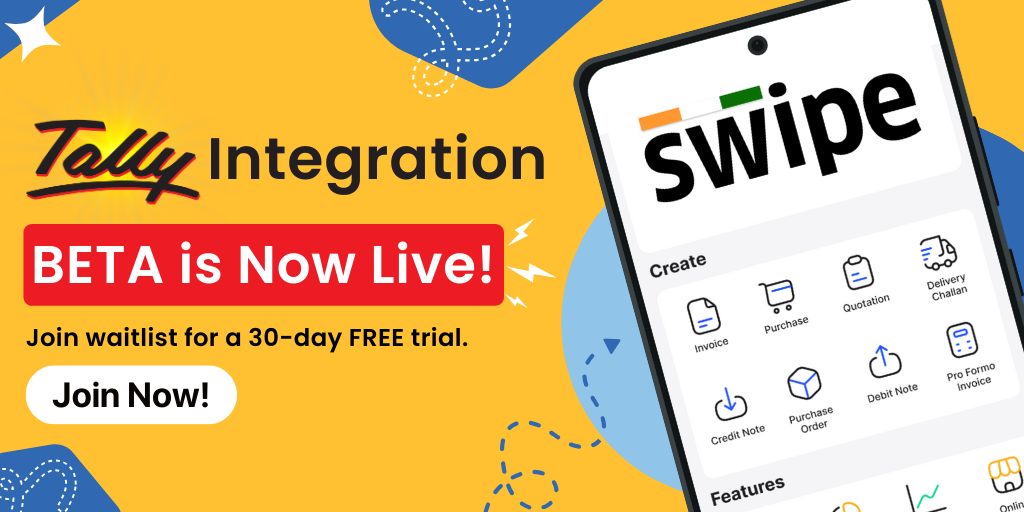 Tally Integration
BETA is Now Live!
Join waitlist for a 30-day FREE trial.
Join Now!
swipe
Create
Invoice
Purchase
Quotation
Delivery
Challan
Credit Note
Purchase
Order
Debit Note
Pro Formo
Invoice
Features